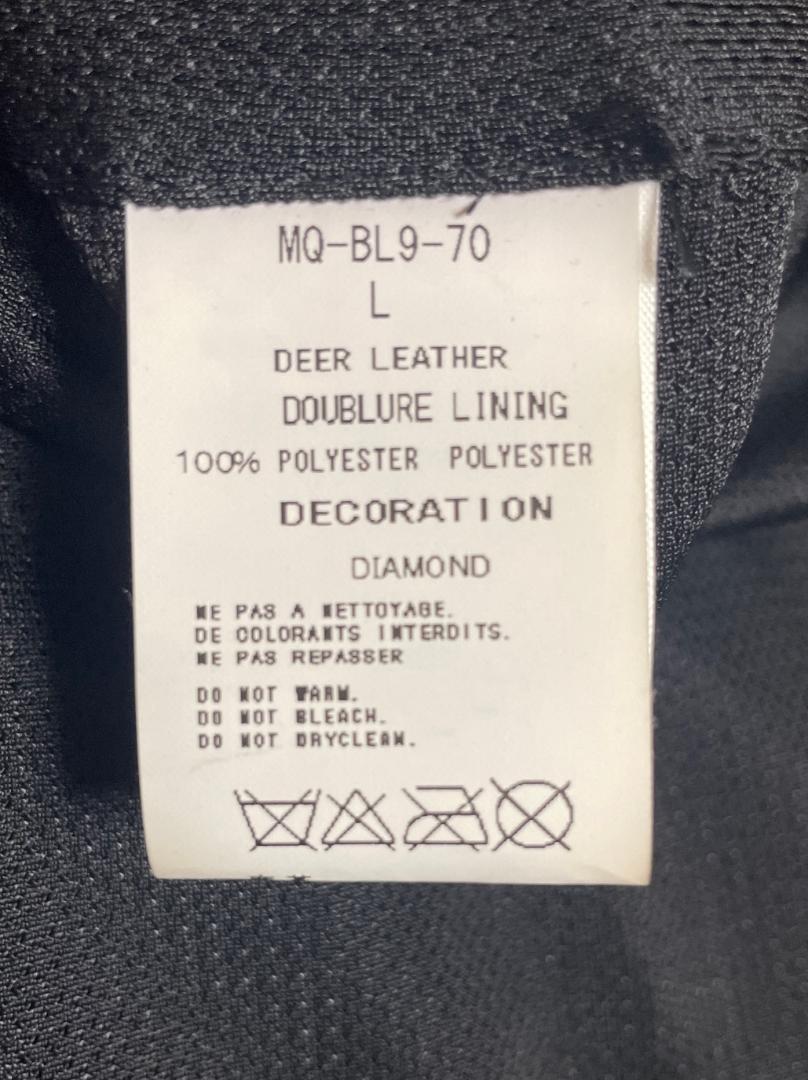 MQ-BL9-70
L
DEER LEATHER
DOUBLURE LINING
100% POLYESTER POLYESTER
DECORATION
DIAMOND
NE PAS A NETTOYAGE.
DE COLORANTS INTERDITS.
NE PAS REPASSER
DO NOT WARM.
DO NOT BLEACH.
DO NOT DRYCLEAN.